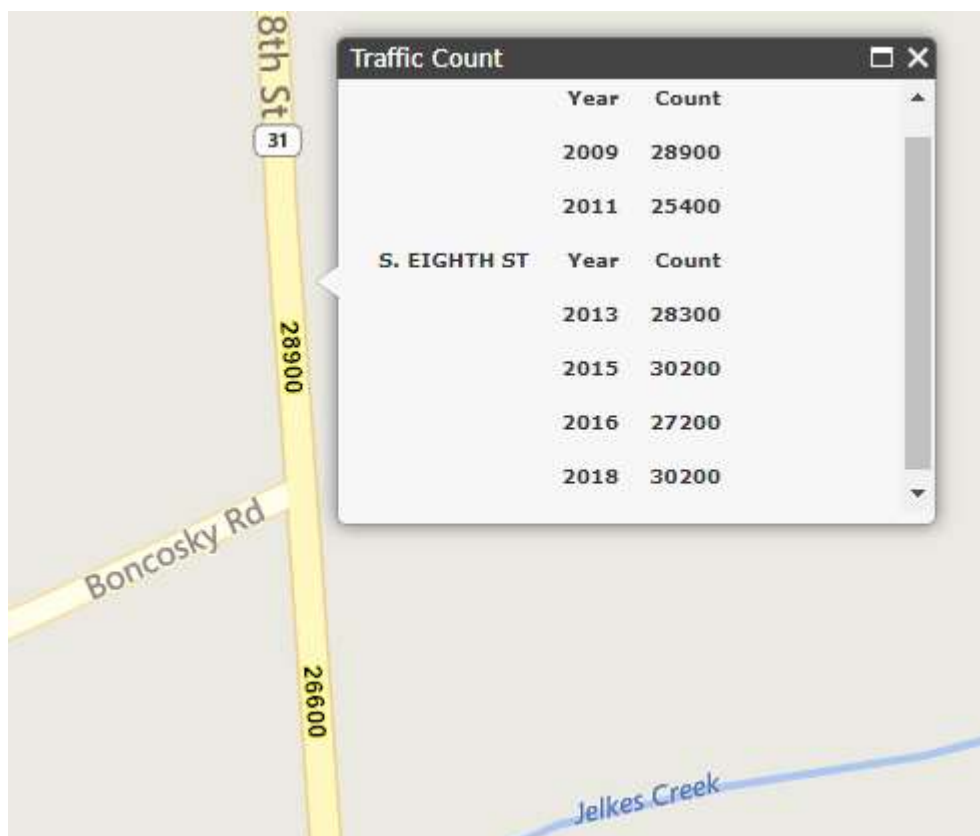 8th St
31
Traffic Count
Year Count
2009 28900
2011 25400
S. EIGHTH ST Year Count
2013 28300
2015 30200
2016 27200
2018 30200
28900
Boncosky Rd
26600
Jelkes Creek